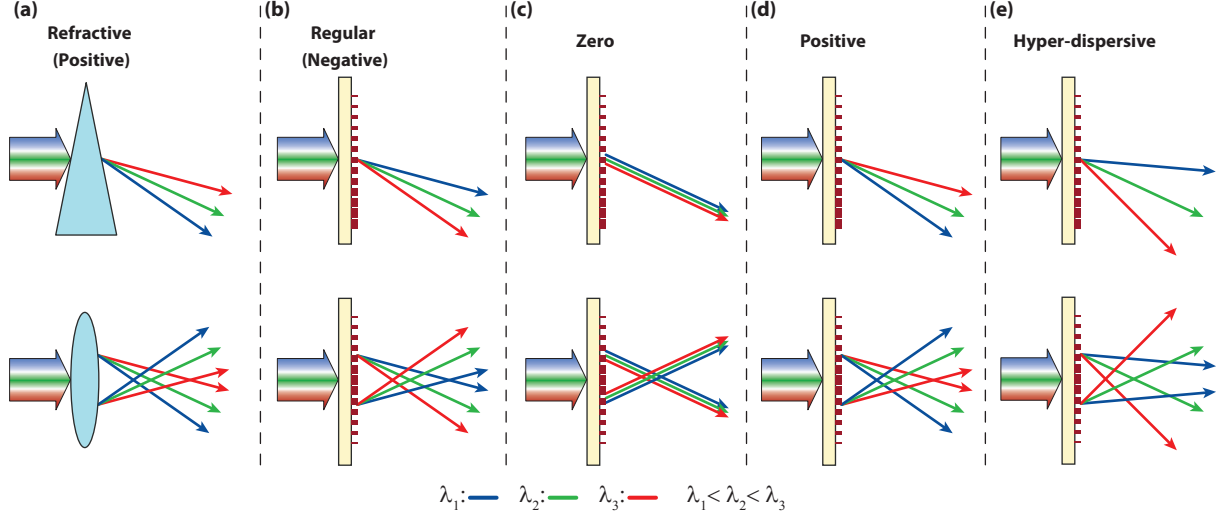 (a)
Refractive
(Positive)
(b)
Regular
(Negative)
(c)
Zero
(d)
Positive
(e)
Hyper-dispersive
λ₁: λ₂: λ₃: λ₁< λ₂ < λ₃